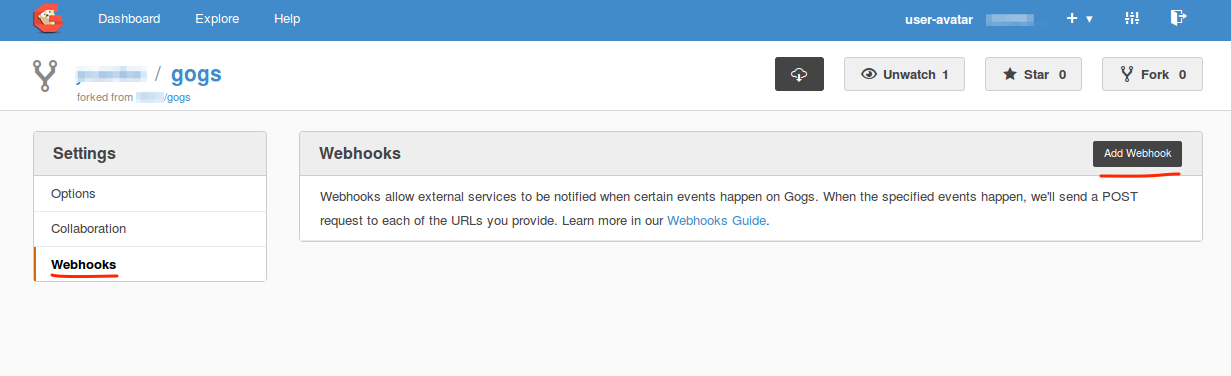 Dashboard Explore Help user-avatar
/ gogs
Unwatch 1 Star 0 Fork 0
forked from /gogs
Settings
Options
Collaboration
Webhooks
Webhooks
Add Webhook
Webhooks allow external services to be notified when certain events happen on Gogs. When the specified events happen, we'll send a POST
request to each of the URLs you provide. Learn more in our Webhooks Guide.